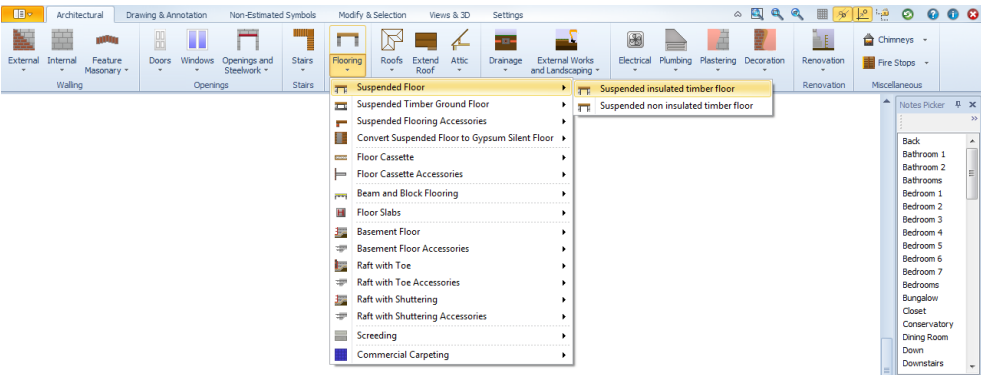 Architectural Drawing & Annotation Non-Estimated Symbols Modify & Selection Views & 3D Settings
External Internal Feature Masonary Doors Windows Openings and Steelwork Stairs Flooring Roofs Extend Roof Attic Drainage External Works and Landscaping Electrical Plumbing Plastering Decoration Renovation Chimneys
Fire Stops
Walling Openings Stairs Renovation Miscellaneous
Suspended Floor
Suspended Timber Ground Floor
Suspended Flooring Accessories
Convert Suspended Floor to Gypsum Silent Floor
Floor Cassette
Floor Cassette Accessories
Beam and Block Flooring
Floor Slabs
Basement Floor
Basement Floor Accessories
Raft with Toe
Raft with Toe Accessories
Raft with Shuttering
Raft with Shuttering Accessories
Screeding
Commercial Carpeting
Suspended insulated timber floor
Suspended non insulated timber floor
Notes Picker
Back
Bathroom 1
Bathroom 2
Bathrooms
Bedroom 1
Bedroom 2
Bedroom 3
Bedroom 4
Bedroom 5
Bedroom 6
Bedroom 7
Bedrooms
Bungalow
Closet
Conservatory
Dining Room
Down
Downstairs